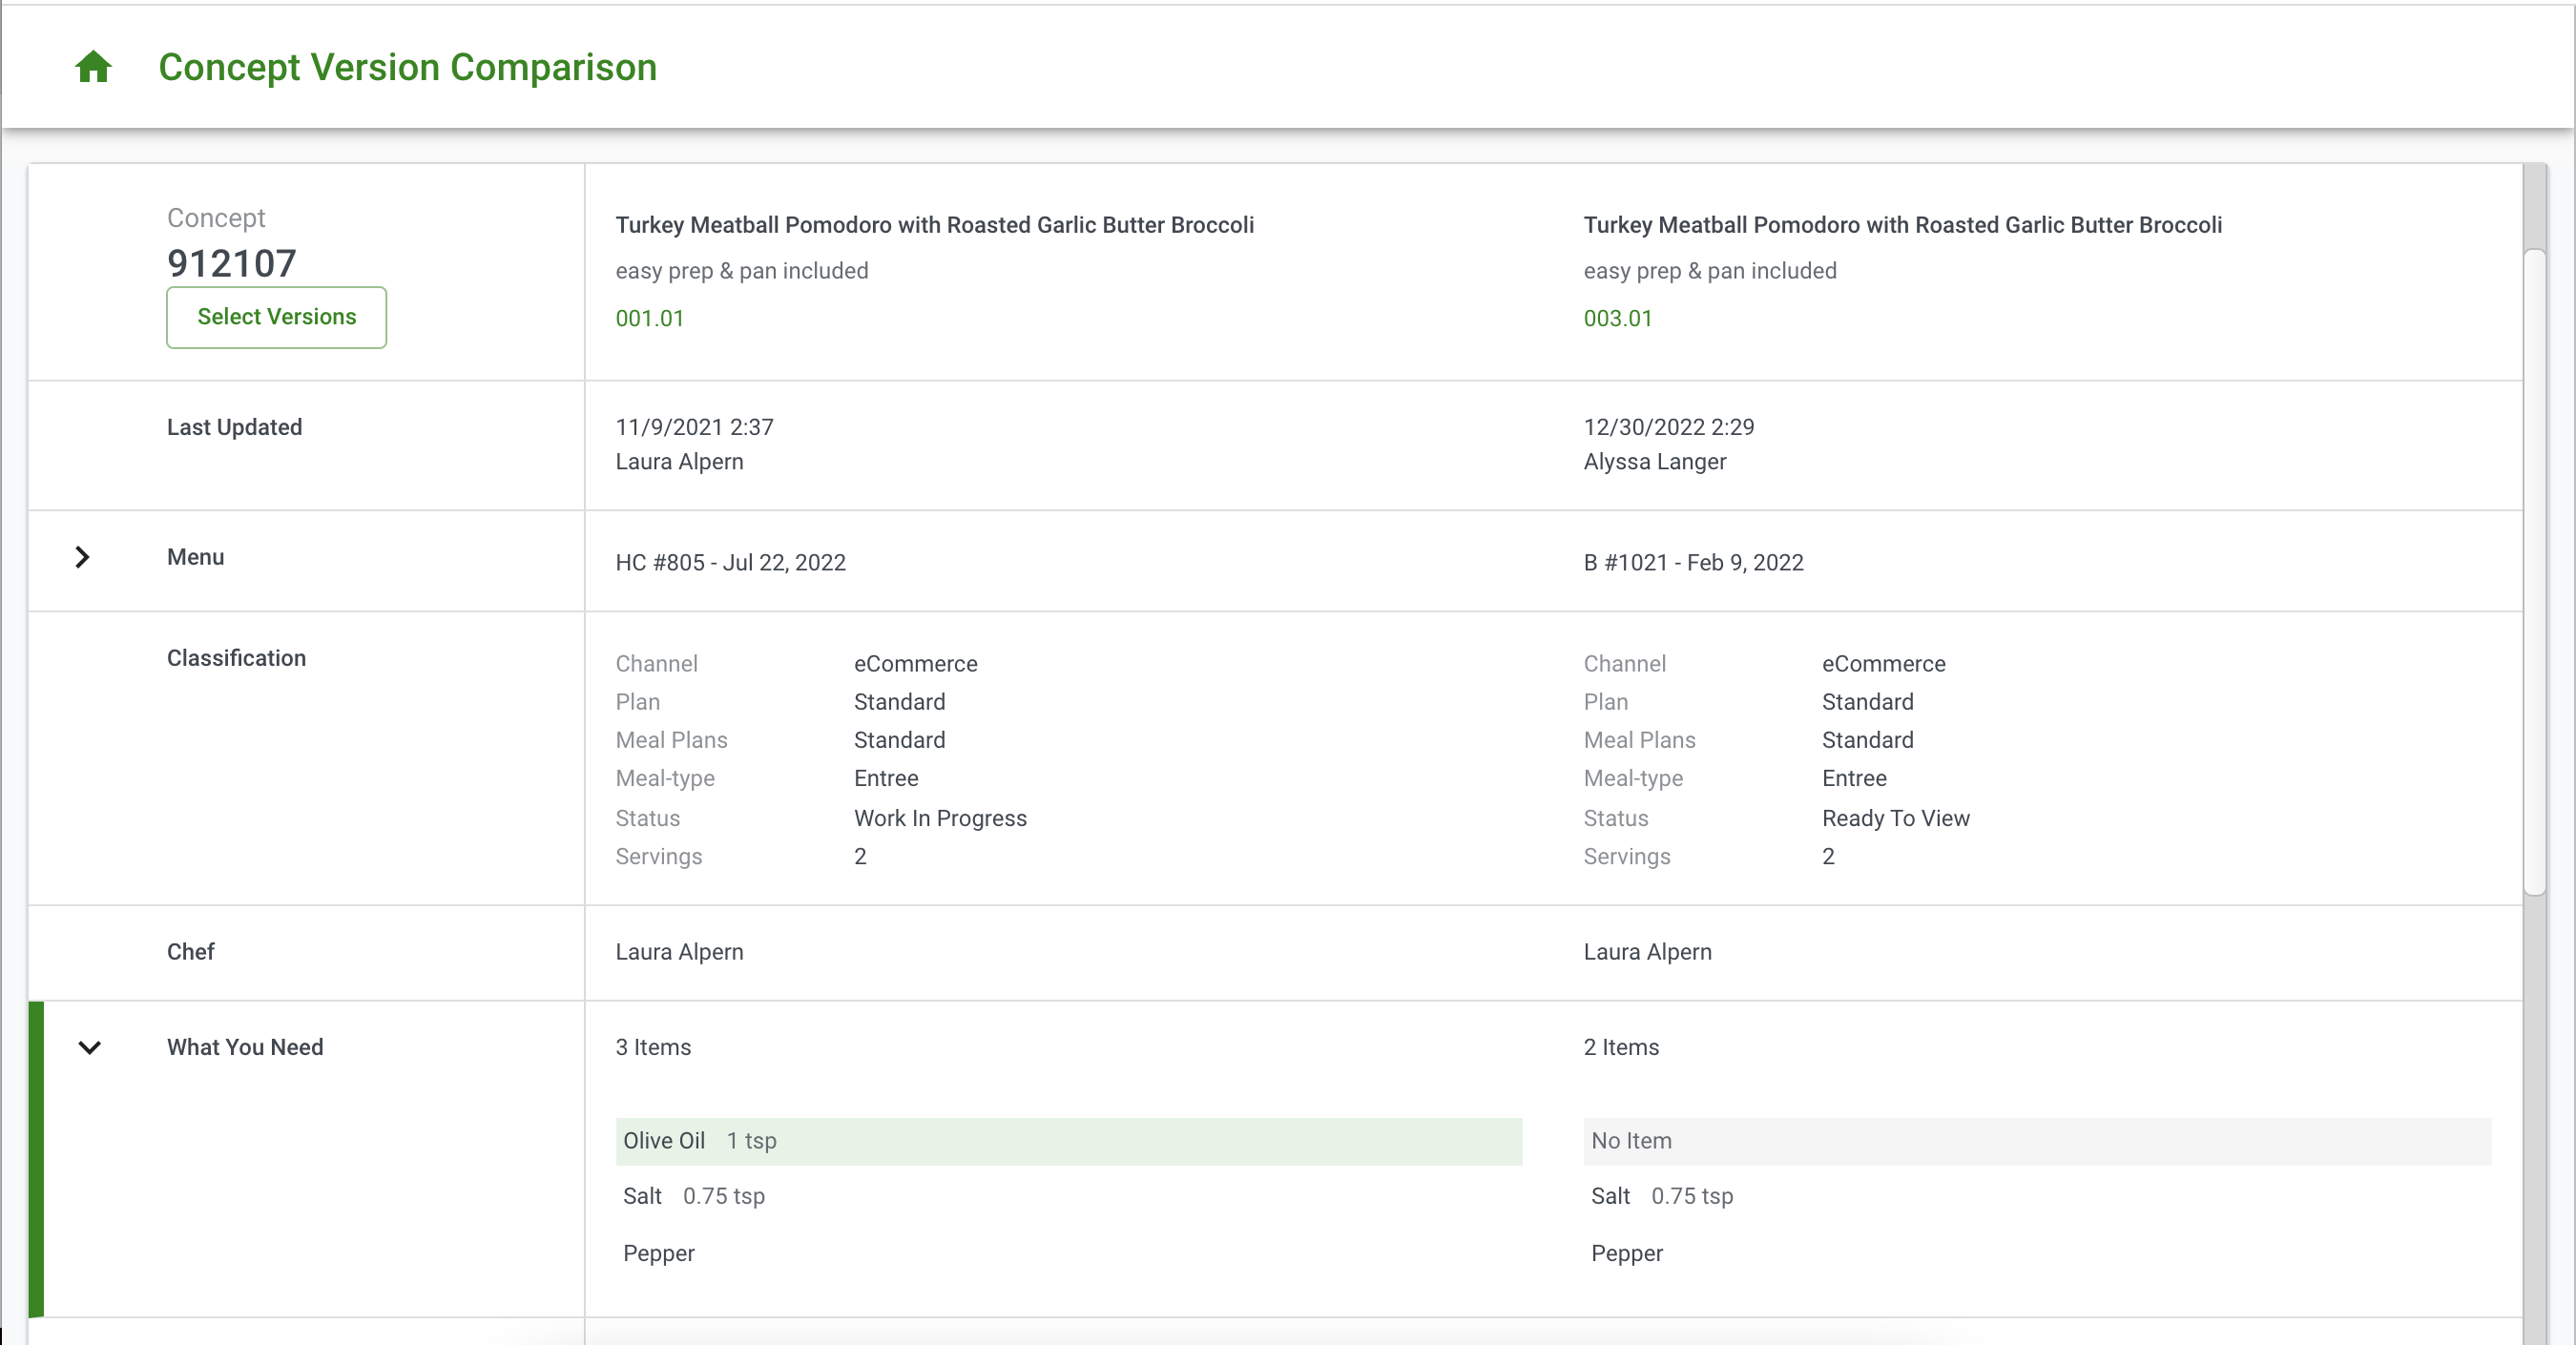 Concept Version Comparison
Concept
912107
Select Versions
Turkey Meatball Pomodoro with Roasted Garlic Butter Broccoli
easy prep & pan included
001.01
Turkey Meatball Pomodoro with Roasted Garlic Butter Broccoli
easy prep & pan included
003.01
Last Updated
11/9/2021 2:37
Laura Alpern
12/30/2022 2:29
Alyssa Langer
Menu
HC #805 - Jul 22, 2022
B #1021 - Feb 9, 2022
Classification
Channel eCommerce
Plan Standard
Meal Plans Standard
Meal-type Entree
Status Work In Progress
Servings 2
Channel eCommerce
Plan Standard
Meal Plans Standard
Meal-type Entree
Status Ready To View
Servings 2
Chef
Laura Alpern
Laura Alpern
What You Need
3 Items
Olive Oil 1 tsp
Salt 0.75 tsp
Pepper
2 Items
No Item
Salt 0.75 tsp
Pepper